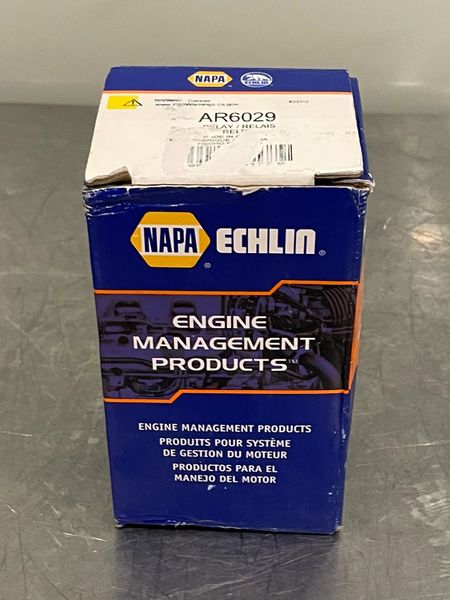 NAPA ECHLIN
WARNING: Cancer
www.P65Warnings.ca.gov
AR6029
RELAY / RELAIS
NAPA ECHLIN
ENGINE
MANAGEMENT
PRODUCTS
ENGINE MANAGEMENT PRODUCTS
PRODUITS POUR SYSTÈME
DE GESTION DU MOTEUR
PRODUCTOS PARA EL
MANEJO DEL MOTOR